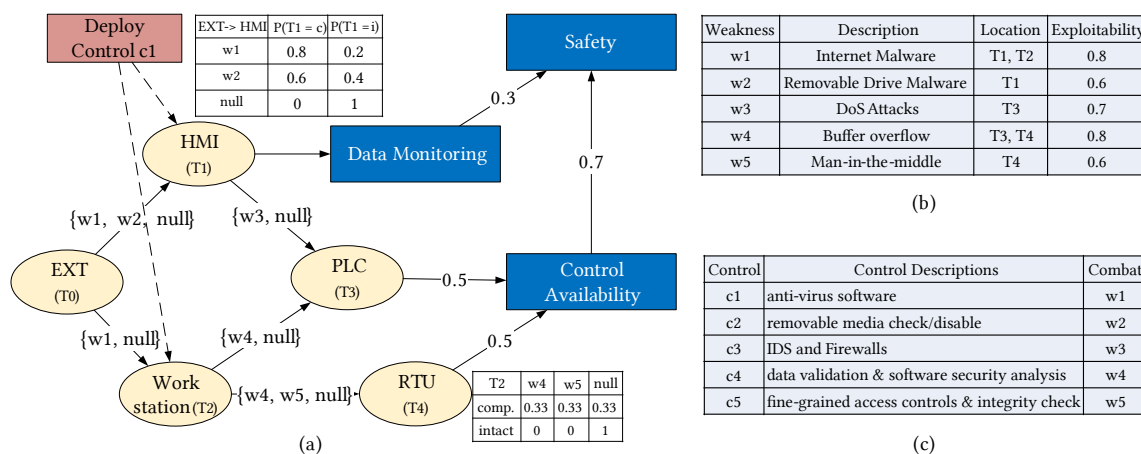 Deploy
Control c1
EXT-> HMI P(T1 = c) P(T1 = i)
w1 0.8 0.2
w2 0.6 0.4
null 0 1
Safety
0.3
HMI
(T1)
Data Monitoring
0.7
{w1, w2, null}
{w3, null}
EXT
(T0)
PLC
(T3)
0.5
Control
Availability
{w1, null}
{w4, null}
0.5
Work
station(T2)
{w4, w5, null}
RTU
(T4)
T2 w4 w5 null
comp. 0.33 0.33 0.33
intact 0 0 1
(a)
Weakness Description Location Exploitability
w1 Internet Malware T1, T2 0.8
w2 Removable Drive Malware T1 0.6
w3 DoS Attacks T3 0.7
w4 Buffer overflow T3, T4 0.8
w5 Man-in-the-middle T4 0.6
(b)
Control Control Descriptions Combat
c1 anti-virus software w1
c2 removable media check/disable w2
c3 IDS and Firewalls w3
c4 data validation & software security analysis w4
c5 fine-grained access controls & integrity check w5
(c)